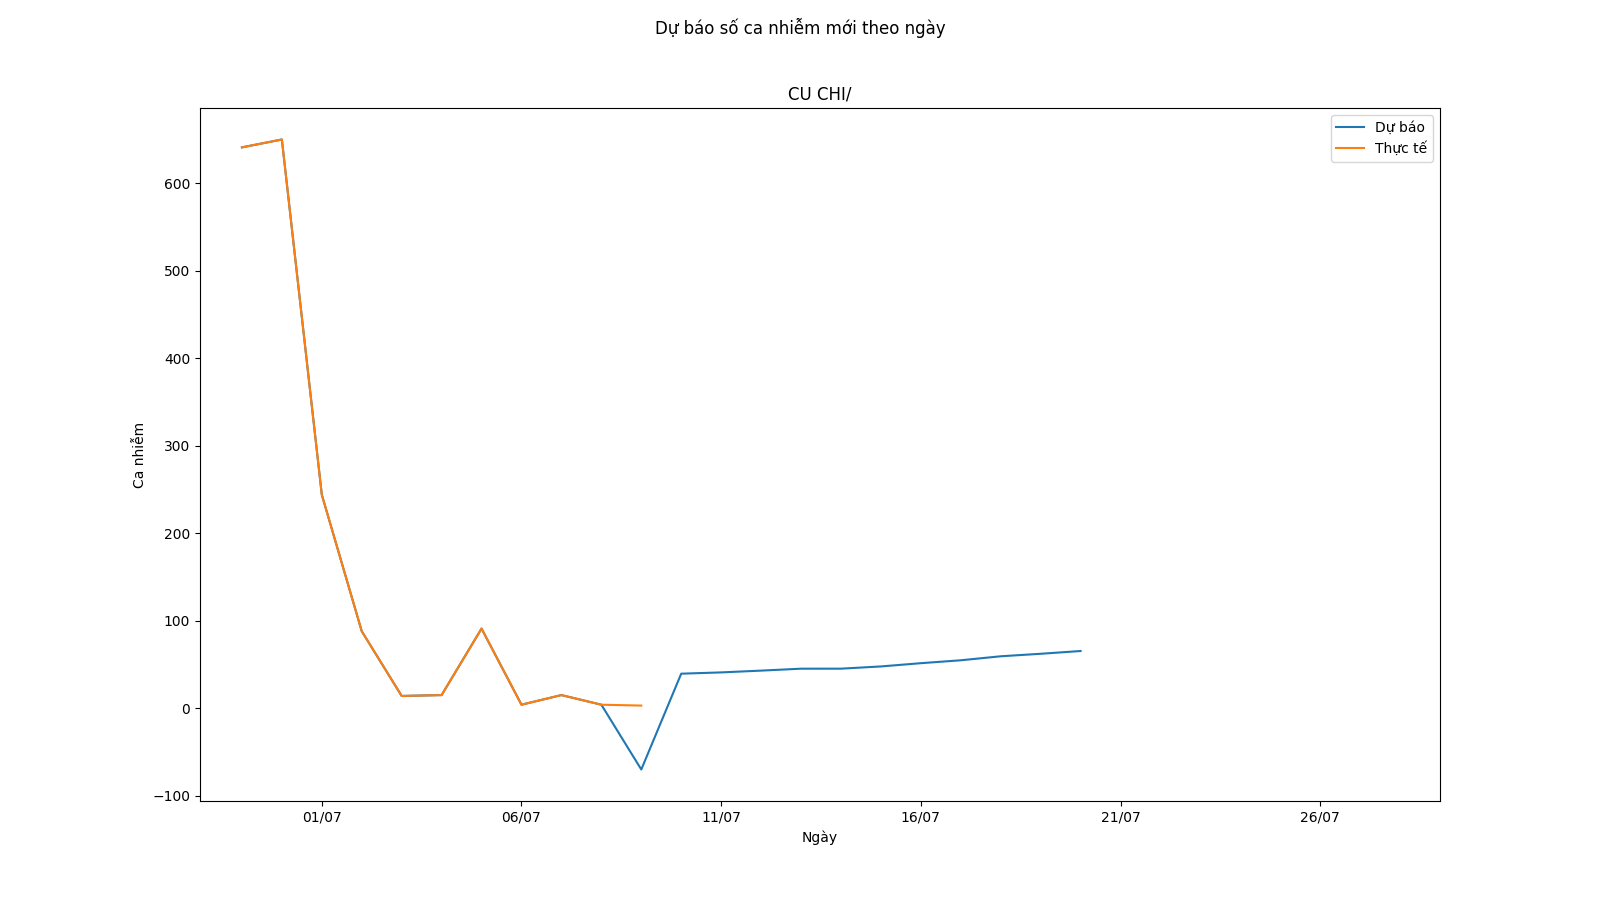 Dự báo số ca nhiễm mới theo ngày
CU CHI/
Dự báo
Thực tế
600
500
400
300
200
100
0
−100
Ca nhiễm
01/07
06/07
11/07
16/07
21/07
26/07
Ngày